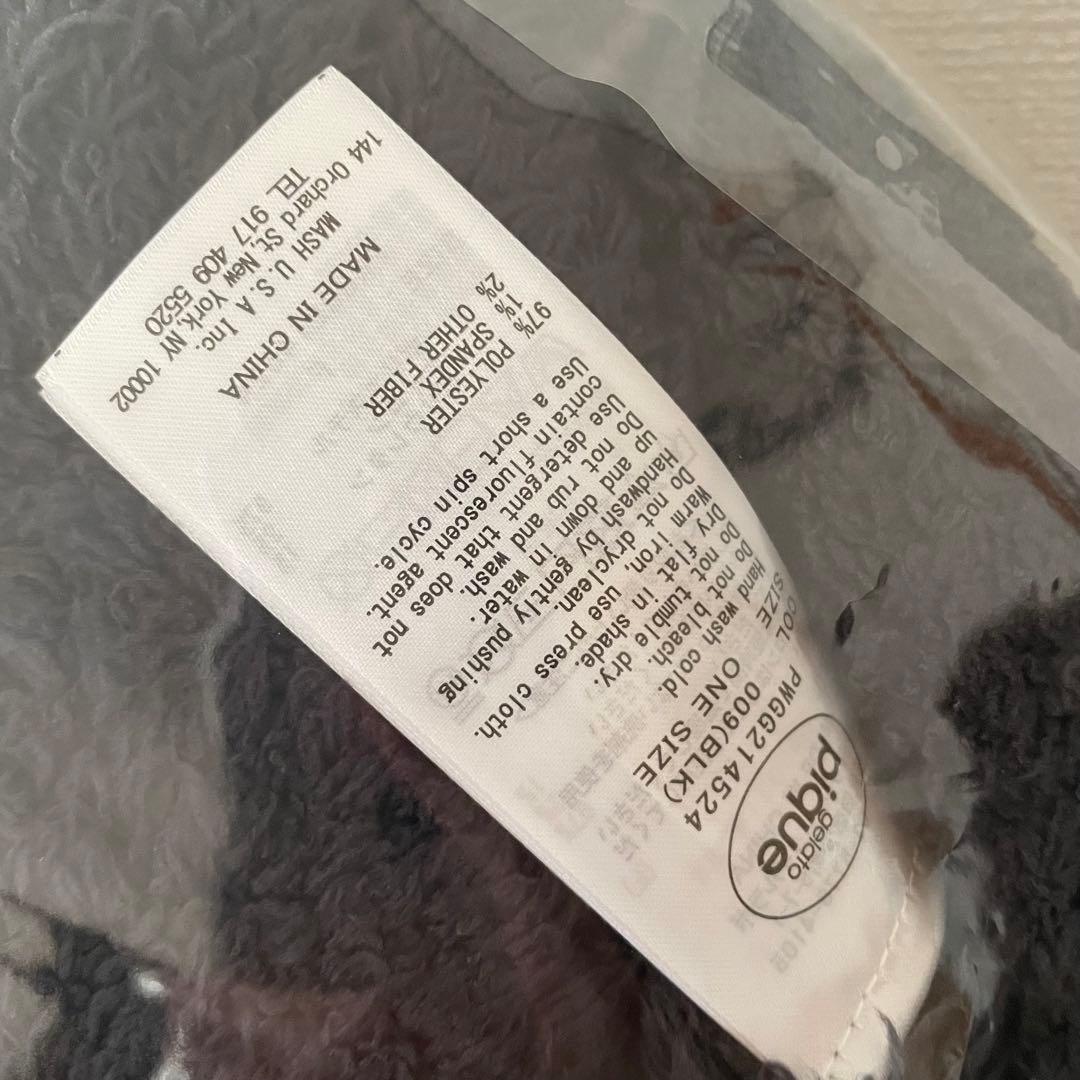 gelato
pique
PWGG214524
COL 009(BLK)
SIZE ONE SIZE
Hand wash cold.
Do not bleach.
Do not tumble dry.
Dry flat in shade.
Warm iron, use press cloth.
Do not dryclean.
Handwash by gently pushing
up and down in water.
Do not rub and wash.
Use detergent that does not
contain fluorescent agent.
Use a short spin cycle.
97% POLYESTER
1% SPANDEX
2% OTHER FIBER
MADE IN CHINA
MASH U.S.A Inc.
144 Orchard St,New York,NY 10002
TEL 917 409 5520